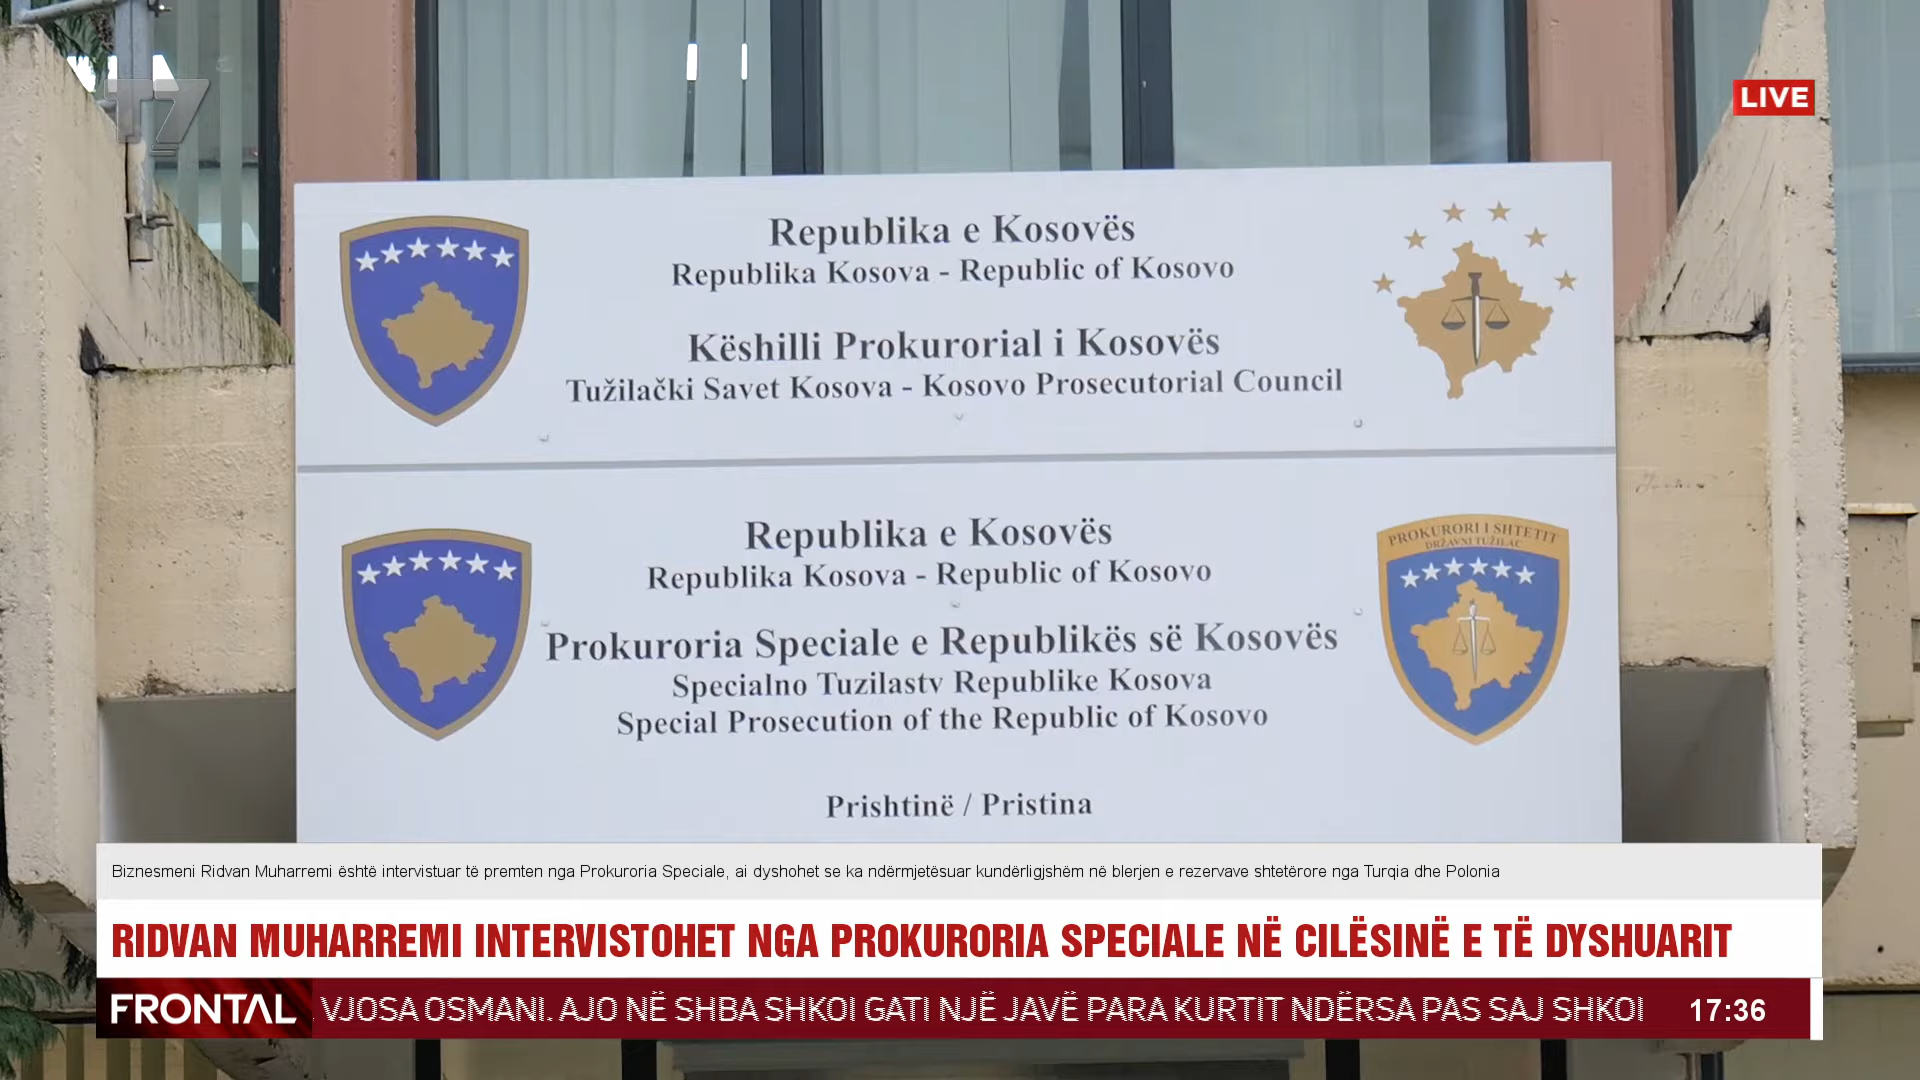 T7
LIVE
Republika e Kosovës
Republika Kosova - Republic of Kosovo
Këshilli Prokurorial i Kosovës
Tužilački Savet Kosova - Kosovo Prosecutorial Council
Republika e Kosovës
Republika Kosova - Republic of Kosovo
PROKURORI I SHTETIT
DRŽAVNI TUŽILAC
Prokuroria Speciale e Republikës së Kosovës
Specialno Tuzilastv Republike Kosova
Special Prosecution of the Republic of Kosovo
Prishtinë / Pristina
Biznesmeni Ridvan Muharremi është intervistuar të premten nga Prokuroria Speciale, ai dyshohet se ka ndërmjetësuar kundërligjshëm në blerjen e rezervave shtetërore nga Turqia dhe Polonia
RIDVAN MUHARREMI INTERVISTOHET NGA PROKURORIA SPECIALE NË CILËSINË E TË DYSHUARIT
FRONTAL VJOSA OSMANI. AJO NË SHBA SHKOI GATI NJË JAVË PARA KURTIT NDËRSA PAS SAJ SHKOI 17:36